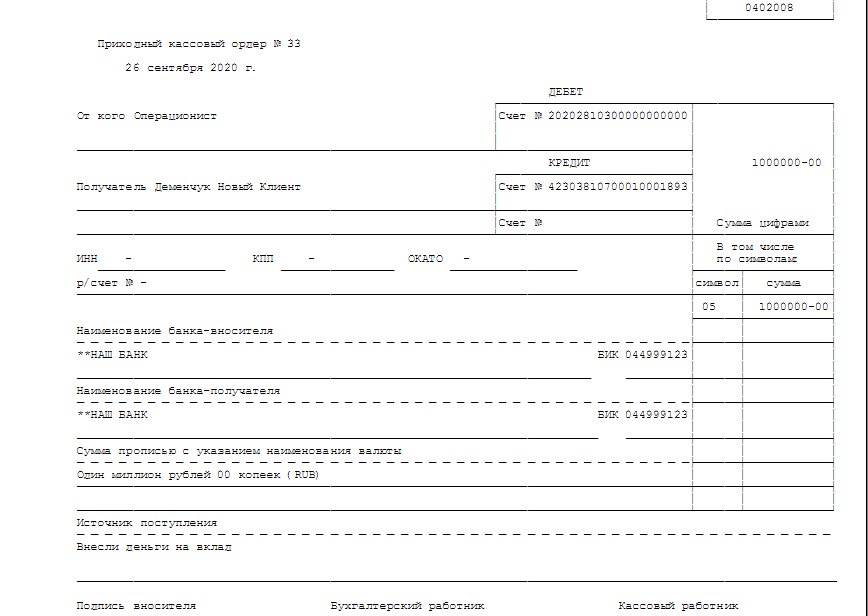 0402008
Приходный кассовый ордер № 33
26 сентября 2020 г.
ДЕБЕТ
От кого Операционист
Счет № 20202810300000000000
КРЕДИТ
1000000-00
Получатель Деменчук Новый Клиент
Счет № 42303810700010001893
Счет №
Сумма цифрами
В том числе
по символам:
ИНН -
КПП -
ОКАТО -
р/счет № -
символ
сумма
05
1000000-00
Наименование банка-вносителя
**НАШ БАНК
БИК 044999123
Наименование банка-получателя
**НАШ БАНК
БИК 044999123
Сумма прописью с указанием наименования валюты
Один миллион рублей 00 копеек (RUB)
Источник поступления
Внесли деньги на вклад
Подпись вносителя
Бухгалтерский работник
Кассовый работник